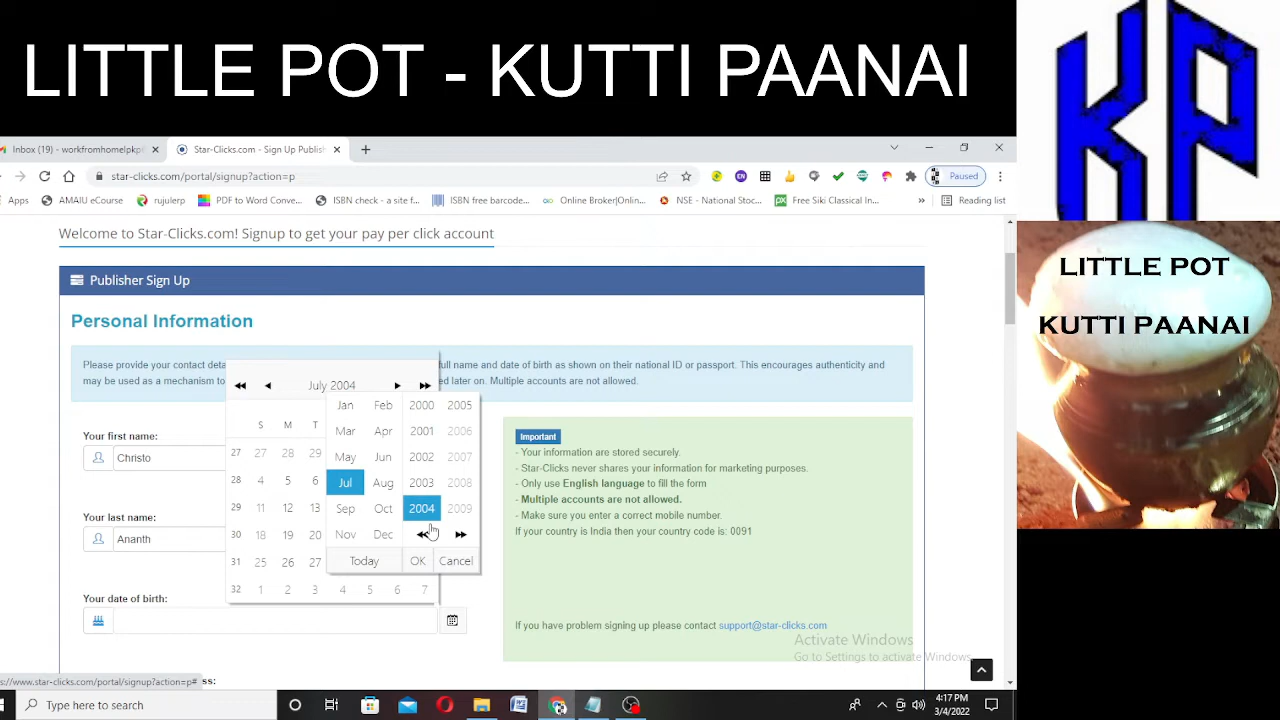 LITTLE POT - KUTTI PAANAI
KP
LITTLE POT
KUTTI PAANAI
Inbox (19) - workfromhomelpkp
Star-Clicks.com - Sign Up Publis
star-clicks.com/portal/signup?action=p
Paused
Apps
AMAIU eCourse
rujulerp
PDF to Word Conve...
ISBN check - a site f...
ISBN free barcode...
Online Broker|Onlin...
NSE - National Stoc...
Free Siki Classical In...
Reading list
Welcome to Star-Clicks.com! Signup to get your pay per click account
Publisher Sign Up
Personal Information
Please provide your contact deta
full name and date of birth as shown on their national ID or passport. This encourages authenticity and
may be used as a mechanism to
ed later on. Multiple accounts are not allowed.
July 2004
S M T
27 27 28 29
28 4 5 6
29 11 12 13
30 18 19 20
31 25 26 27
32 1 2 3 4 5 6 7
Jan Feb 2000 2005
Mar Apr 2001 2006
May Jun 2002 2007
Jul Aug 2003 2008
Sep Oct 2004 2009
Nov Dec
Today OK Cancel
Your first name:
Christo
Your last name:
Ananth
Your date of birth:
Important
- Your information are stored securely.
- Star-Clicks never shares your information for marketing purposes.
- Only use English language to fill the form
- Multiple accounts are not allowed.
- Make sure you enter a correct mobile number.
If your country is India then your country code is: 0091
If you have problem signing up please contact support@star-clicks.com
Activate Windows
Go to Settings to activate Windows.
s://www.star-clicks.com/portal/signup?action=p#
ss:
Type here to search
4:17 PM
3/4/2022